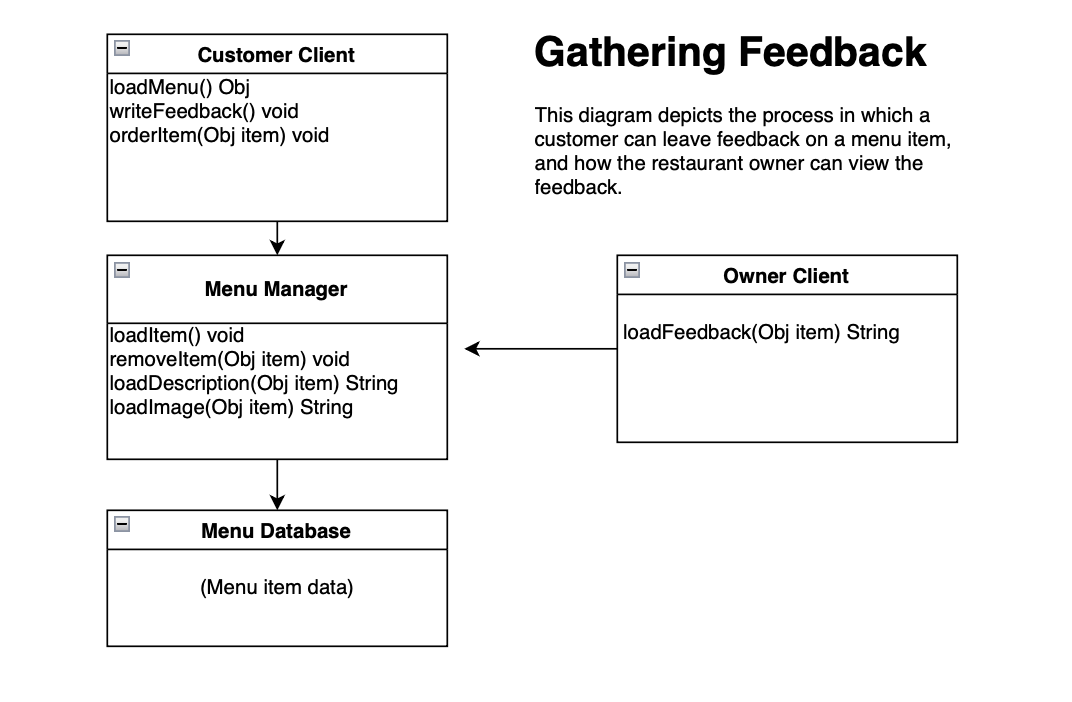 Customer Client
loadMenu() Obj
writeFeedback() void
orderItem(Obj item) void
Gathering Feedback
This diagram depicts the process in which a
customer can leave feedback on a menu item,
and how the restaurant owner can view the
feedback.
Menu Manager
loadItem() void
removeItem(Obj item) void
loadDescription(Obj item) String
loadImage(Obj item) String
Owner Client
loadFeedback(Obj item) String
Menu Database
(Menu item data)